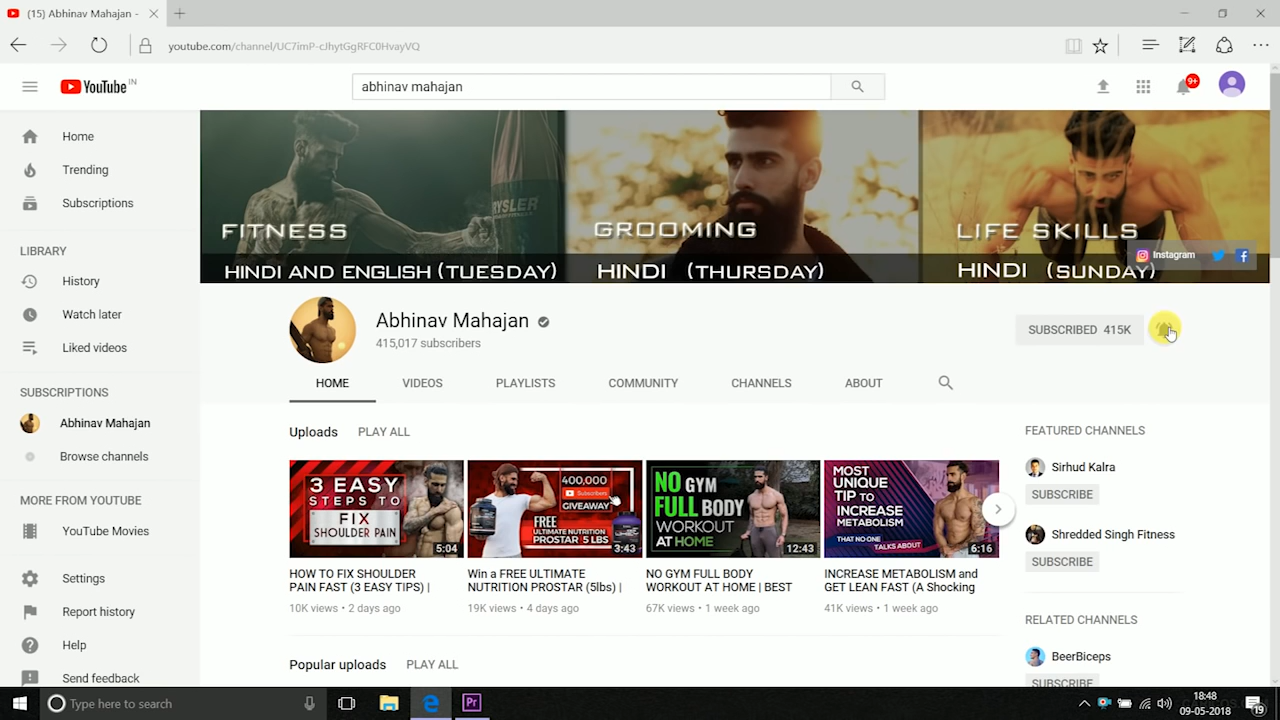 (15) Abhinav Mahajan -
youtube.com/channel/UC7imP-cJhytGgRFC0HvayVQ
YouTube IN
abhinav mahajan
9+
Home
Trending
Subscriptions
LIBRARY
History
Watch later
Liked videos
SUBSCRIPTIONS
Abhinav Mahajan
Browse channels
MORE FROM YOUTUBE
YouTube Movies
Settings
Report history
Help
Send feedback
RYSLER
FITNESS
HINDI AND ENGLISH (TUESDAY)
GROOMING
HINDI (THURSDAY)
LIFE SKILLS
HINDI (SUNDAY)
Instagram
Abhinav Mahajan
415,017 subscribers
SUBSCRIBED 415K
HOME VIDEOS PLAYLISTS COMMUNITY CHANNELS ABOUT
Uploads PLAY ALL
3 EASY
STEPS TO
FIX
SHOULDER
PAIN
5:04
HOW TO FIX SHOULDER
PAIN FAST (3 EASY TIPS) |
10K views • 2 days ago
400,000
Subscribers
GIVEAWAY
FREE
ULTIMATE NUTRITION
PROSTAR 5 LBS
3:43
Win a FREE ULTIMATE
NUTRITION PROSTAR (5lbs) |
19K views • 4 days ago
NO GYM
FULL BODY
WORKOUT
AT HOME
12:43
NO GYM FULL BODY
WORKOUT AT HOME | BEST
67K views • 1 week ago
MOST
UNIQUE
TIP TO
INCREASE
METABOLISM
THAT NO ONE
TALKS ABOUT
6:16
INCREASE METABOLISM and
GET LEAN FAST (A Shocking
41K views • 1 week ago
Popular uploads PLAY ALL
FEATURED CHANNELS
Sirhud Kalra
SUBSCRIBE
Shredded Singh Fitness
SUBSCRIBE
RELATED CHANNELS
BeerBiceps
SUBSCRIBE
Type here to search
Pr
18:48
09-05-2018
19